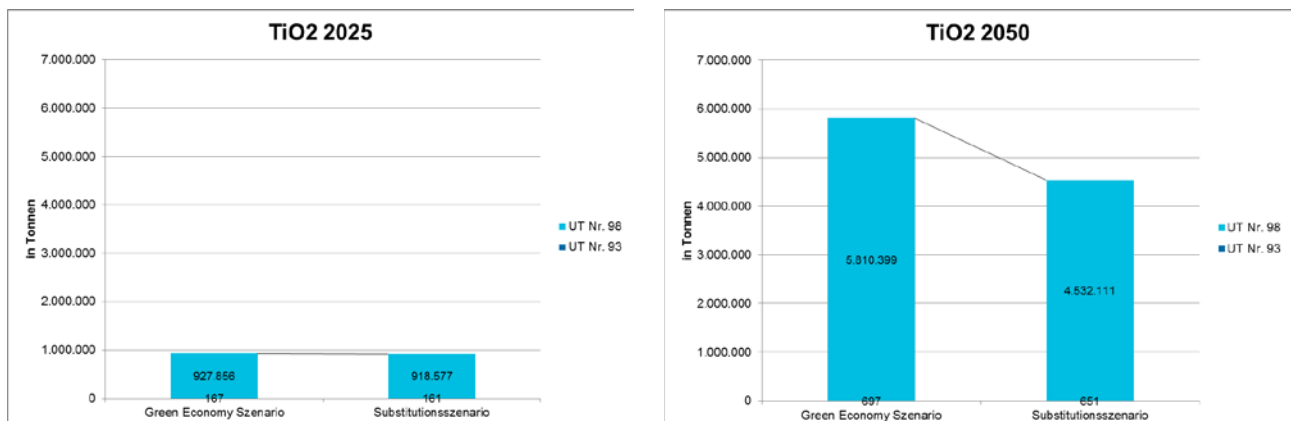 TiO2 2025
7.000.000
6.000.000
5.000.000
4.000.000
3.000.000
2.000.000
1.000.000
0
in Tonnen
927.856
918.577
167
161
Green Economy Szenario
Substitutionsszenario
UT Nr. 98
UT Nr. 93
TiO2 2050
7.000.000
6.000.000
5.000.000
4.000.000
3.000.000
2.000.000
1.000.000
0
in Tonnen
5.810.399
4.532.111
697
651
Green Economy Szenario
Substitutionsszenario
UT Nr. 98
UT Nr. 93